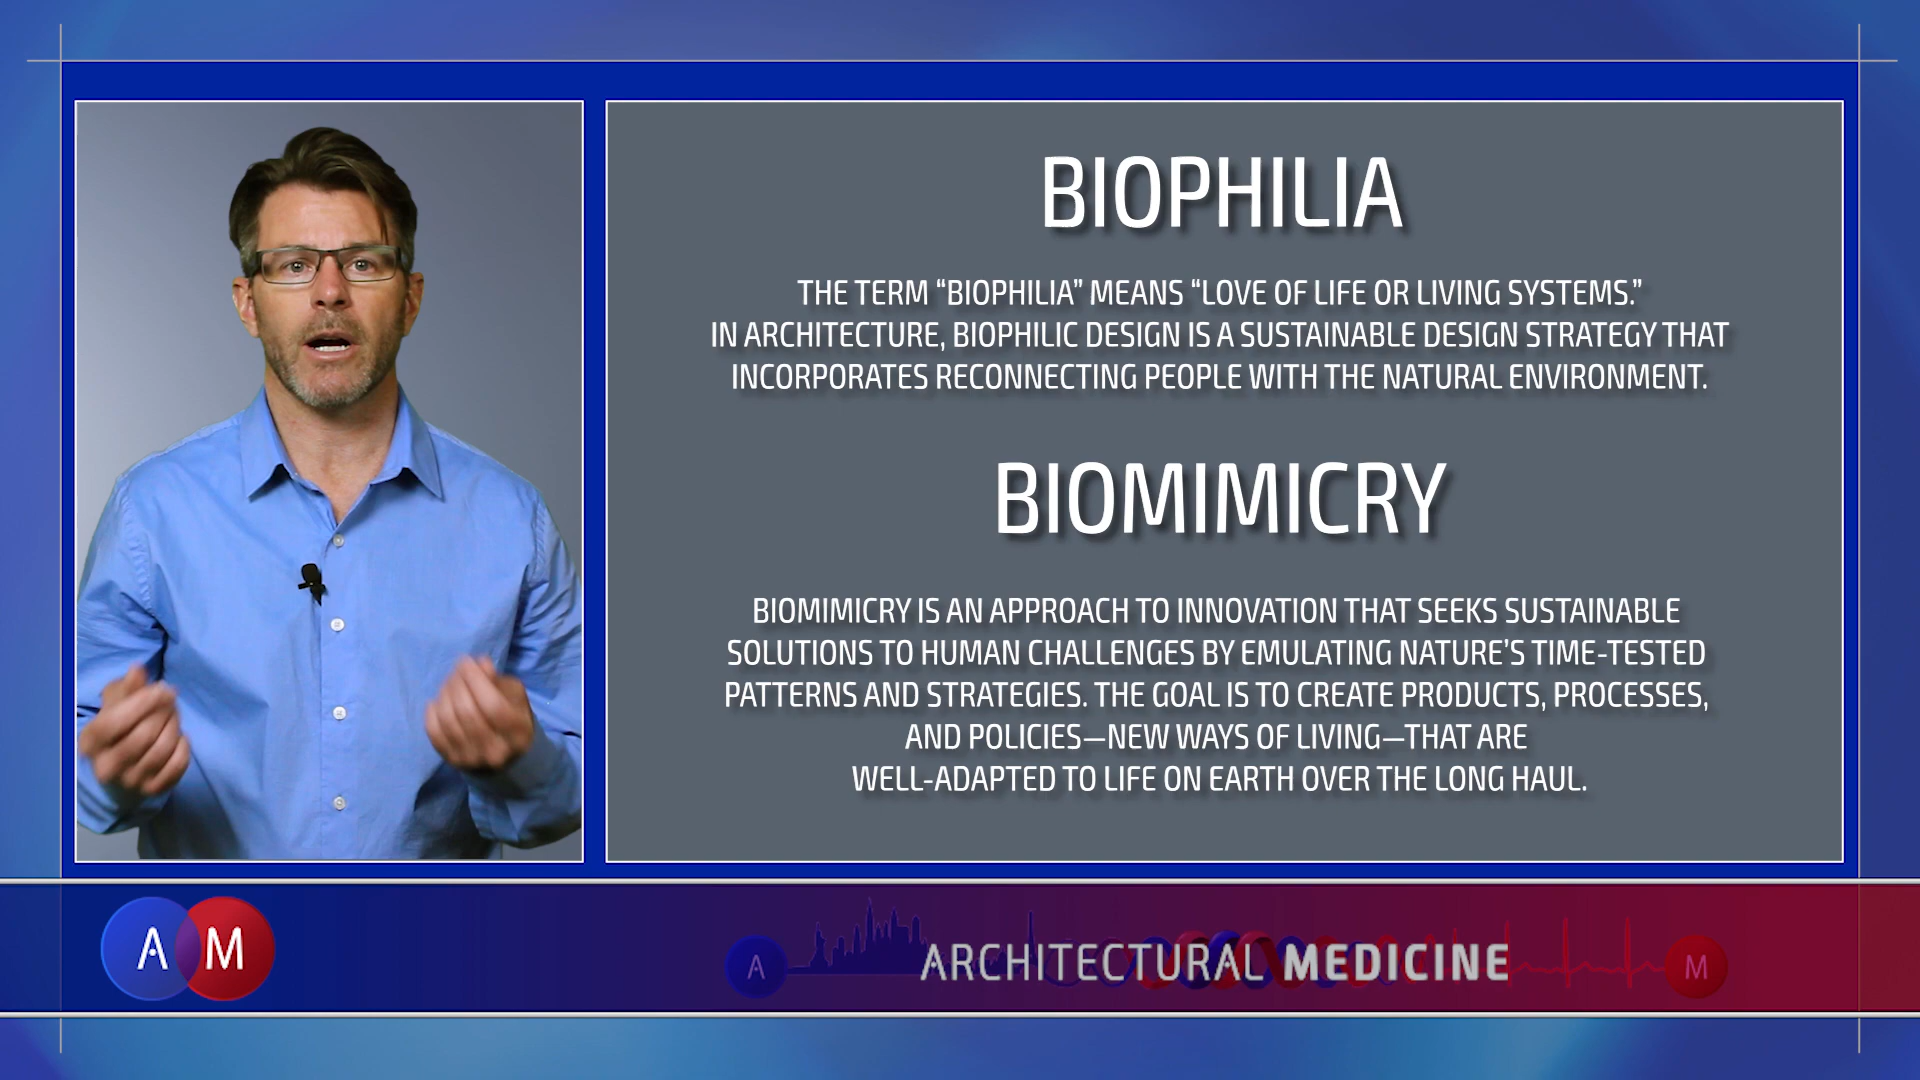 BIOPHILIA
THE TERM “BIOPHILIA” MEANS “LOVE OF LIFE OR LIVING SYSTEMS.”
IN ARCHITECTURE, BIOPHILIC DESIGN IS A SUSTAINABLE DESIGN STRATEGY THAT
INCORPORATES RECONNECTING PEOPLE WITH THE NATURAL ENVIRONMENT.
BIOMIMICRY
BIOMIMICRY IS AN APPROACH TO INNOVATION THAT SEEKS SUSTAINABLE
SOLUTIONS TO HUMAN CHALLENGES BY EMULATING NATURE’S TIME-TESTED
PATTERNS AND STRATEGIES. THE GOAL IS TO CREATE PRODUCTS, PROCESSES,
AND POLICIES—NEW WAYS OF LIVING—THAT ARE
WELL-ADAPTED TO LIFE ON EARTH OVER THE LONG HAUL.
A M
A ARCHITECTURAL MEDICINE M